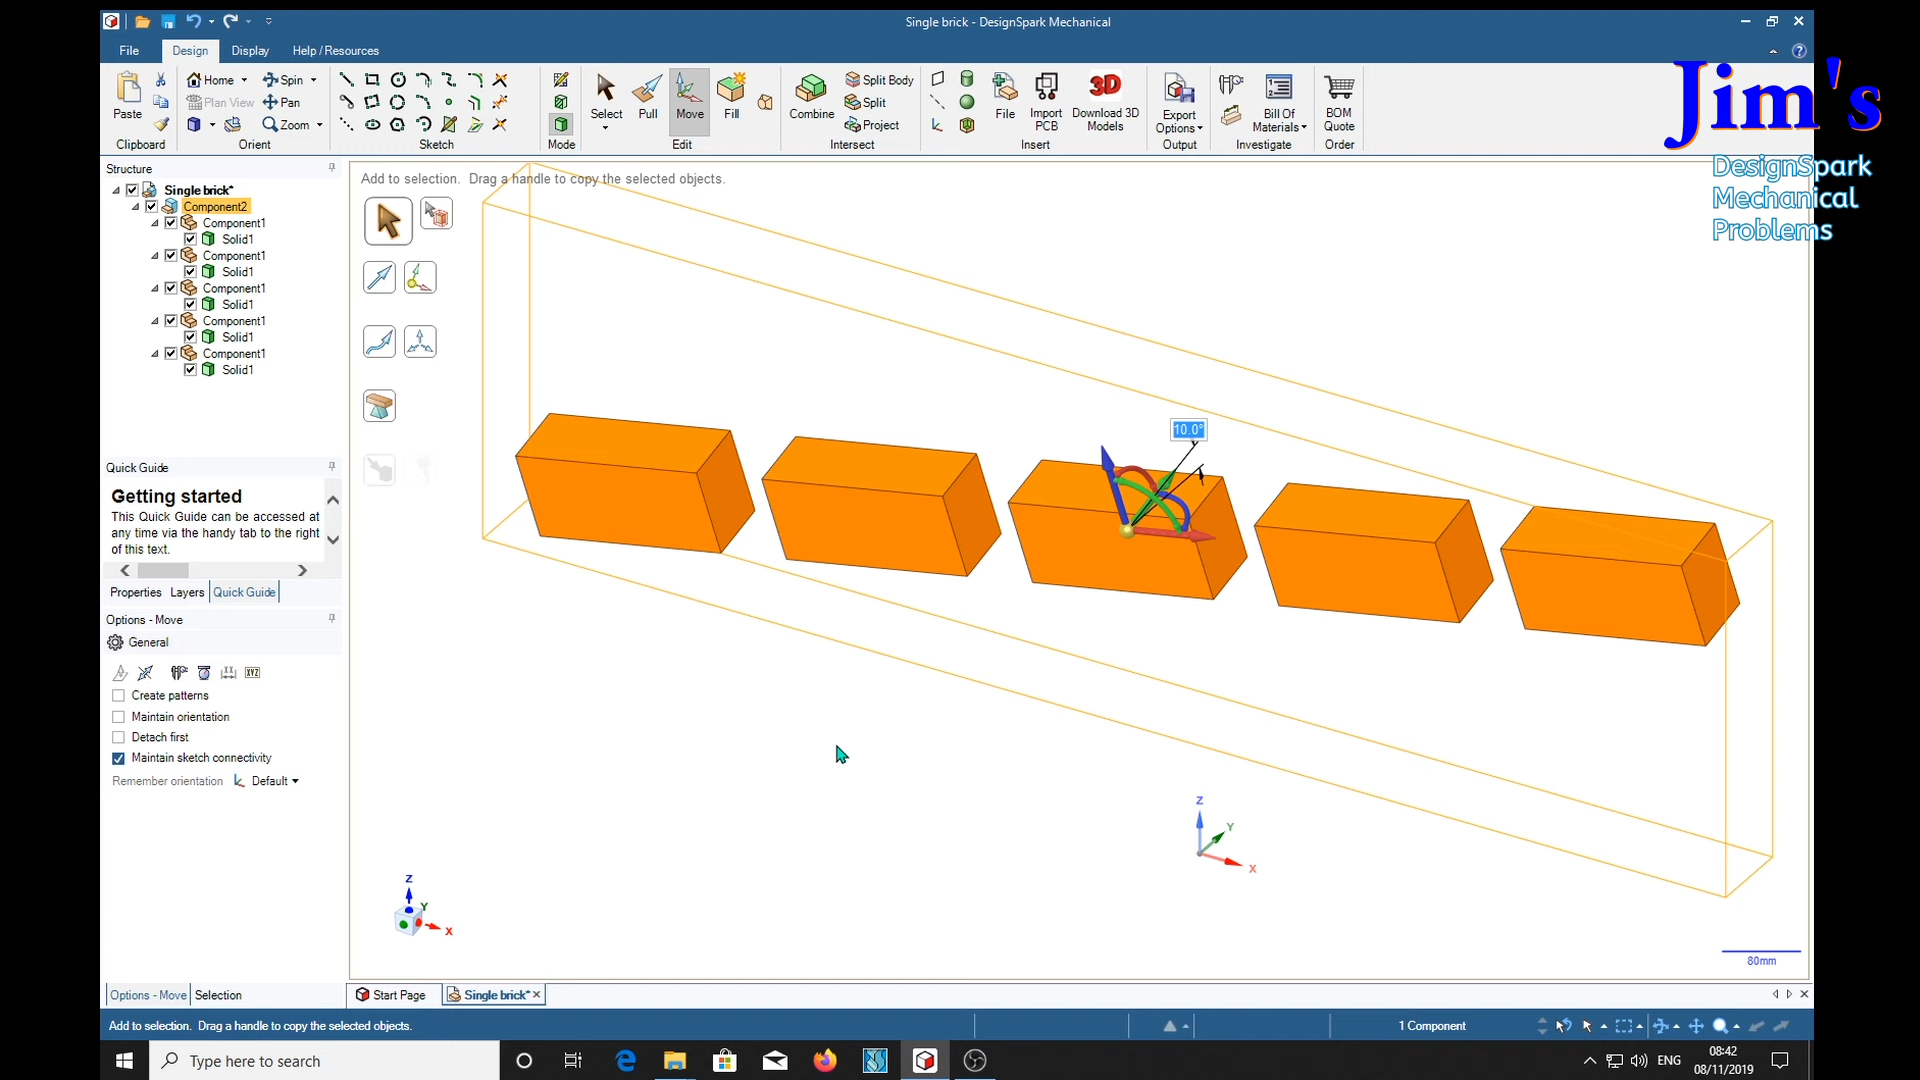 Single brick - DesignSpark Mechanical
File
Design
Display
Help / Resources
Jim's
DesignSpark
Mechanical
Problems
Paste
Clipboard
Home
Spin
Plan View
Pan
Zoom
Orient
Sketch
Mode
Select
Pull
Move
Fill
Edit
Combine
Split Body
Split
Project
Intersect
File
Import
PCB
Download 3D
Models
Insert
3D
Export
Options
Output
Bill Of
Materials
Investigate
BOM
Quote
Order
Structure
Single brick*
Component2
Component1
Solid1
Component1
Solid1
Component1
Solid1
Component1
Solid1
Component1
Solid1
Add to selection. Drag a handle to copy the selected objects.
10.0°
Quick Guide
Getting started
This Quick Guide can be accessed at
any time via the handy tab to the right
of this text.
Properties
Layers
Quick Guide
Options - Move
General
XYZ
Create patterns
Maintain orientation
Detach first
Maintain sketch connectivity
Remember orientation
Default
Z
Y
X
Z
Y
X
80mm
Options - Move
Selection
Start Page
Single brick*
Add to selection. Drag a handle to copy the selected objects.
1 Component
Type here to search
ENG
08:42
08/11/2019